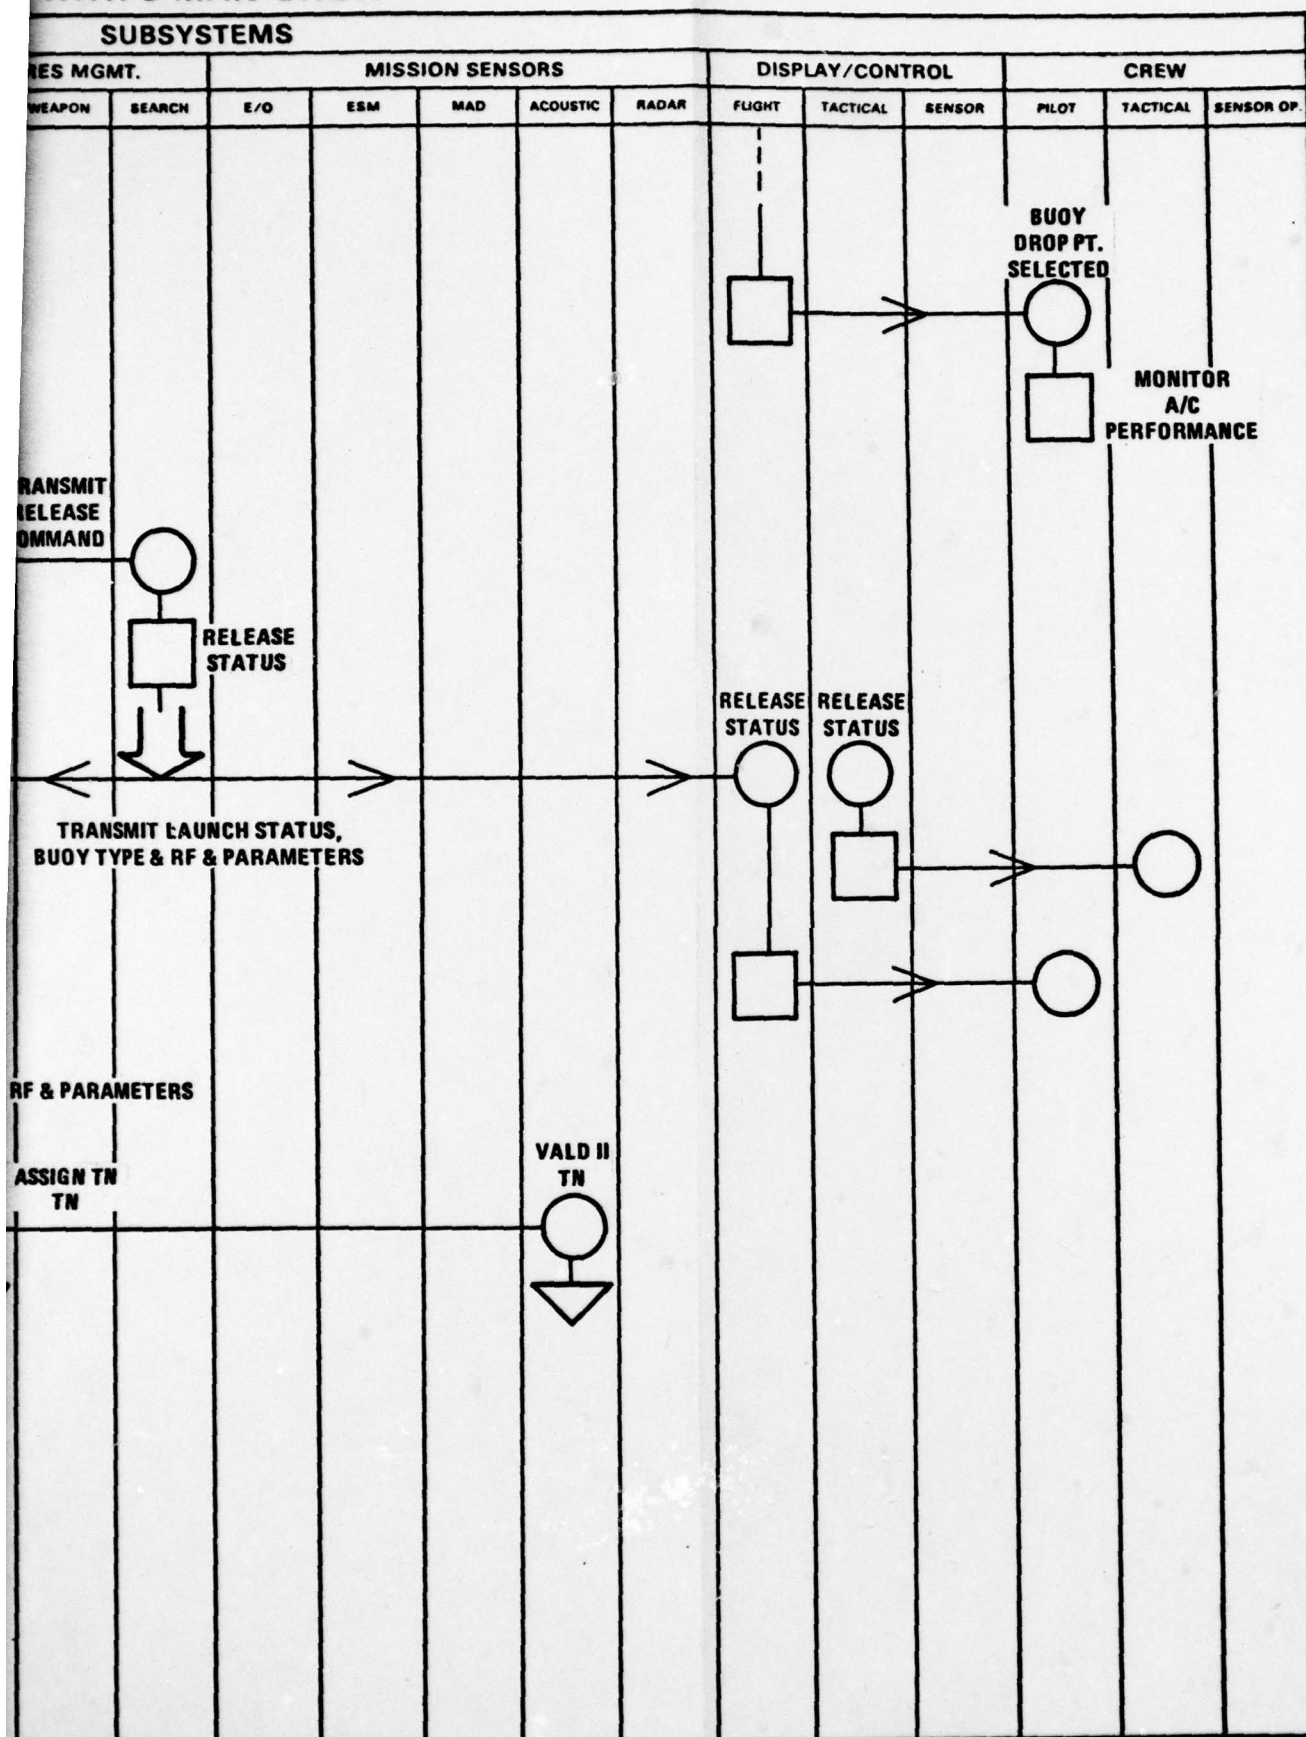 SUBSYSTEMS
RES MGMT. MISSION SENSORS DISPLAY/CONTROL CREW
WEAPON SEARCH E/O ESM MAD ACOUSTIC RADAR FLIGHT TACTICAL SENSOR PILOT TACTICAL SENSOR OP.
BUOY
DROP PT.
SELECTED
MONITOR
A/C
PERFORMANCE
RANSMIT
RELEASE
OMMAND
RELEASE
STATUS
RELEASE
STATUS
RELEASE
STATUS
TRANSMIT LAUNCH STATUS,
BUOY TYPE & RF & PARAMETERS
RF & PARAMETERS
ASSIGN TN
TN
VALD II
TN